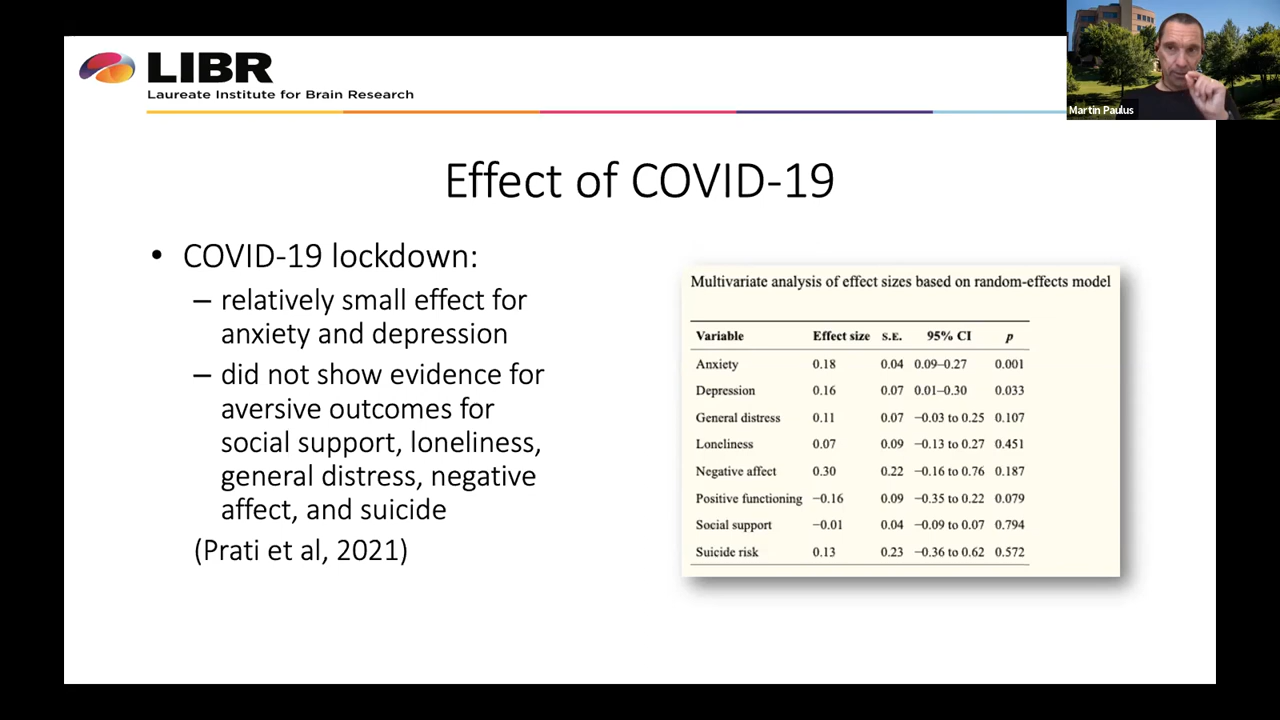 LIBR
Laureate Institute for Brain Research
Martin Paulus
Effect of COVID-19
• COVID-19 lockdown:
– relatively small effect for
anxiety and depression
– did not show evidence for
aversive outcomes for
social support, loneliness,
general distress, negative
affect, and suicide
(Prati et al, 2021)
Multivariate analysis of effect sizes based on random-effects model
Variable Effect size S.E. 95% CI p
Anxiety 0.18 0.04 0.09–0.27 0.001
Depression 0.16 0.07 0.01–0.30 0.033
General distress 0.11 0.07 −0.03 to 0.25 0.107
Loneliness 0.07 0.09 −0.13 to 0.27 0.451
Negative affect 0.30 0.22 −0.16 to 0.76 0.187
Positive functioning −0.16 0.09 −0.35 to 0.22 0.079
Social support −0.01 0.04 −0.09 to 0.07 0.794
Suicide risk 0.13 0.23 −0.36 to 0.62 0.572